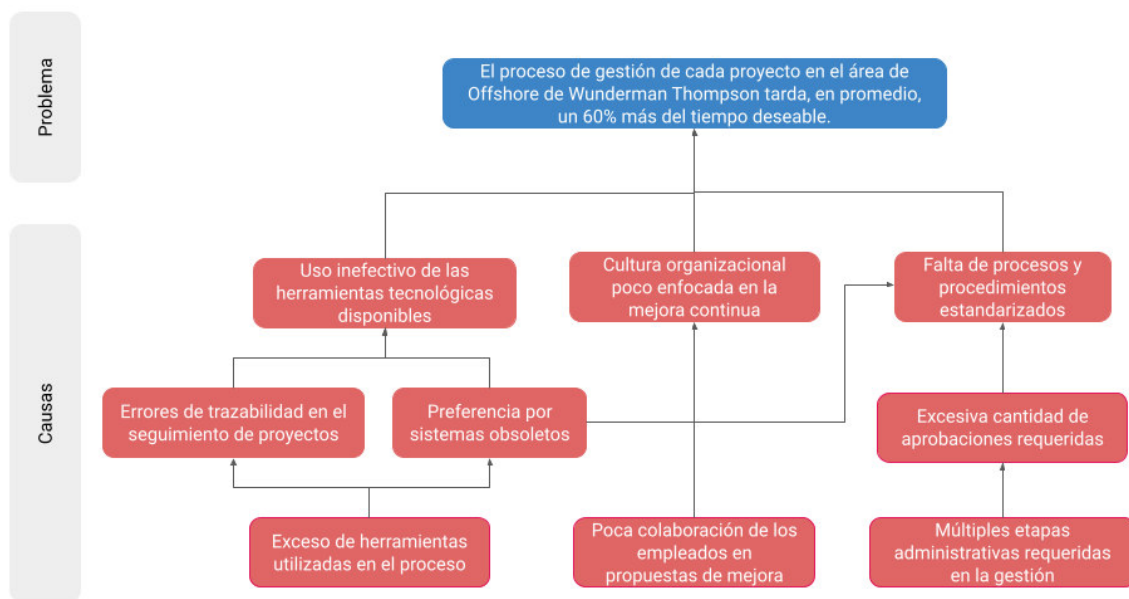 Problema
El proceso de gestión de cada proyecto en el área de
Offshore de Wunderman Thompson tarda, en promedio,
un 60% más del tiempo deseable.
Causas
Uso inefectivo de las
herramientas tecnológicas
disponibles
Cultura organizacional
poco enfocada en la
mejora continua
Falta de procesos y
procedimientos
estandarizados
Errores de trazabilidad en el
seguimiento de proyectos
Preferencia por
sistemas obsoletos
Excesiva cantidad de
aprobaciones requeridas
Exceso de herramientas
utilizadas en el proceso
Poca colaboración de los
empleados en
propuestas de mejora
Múltiples etapas
administrativas requeridas
en la gestión